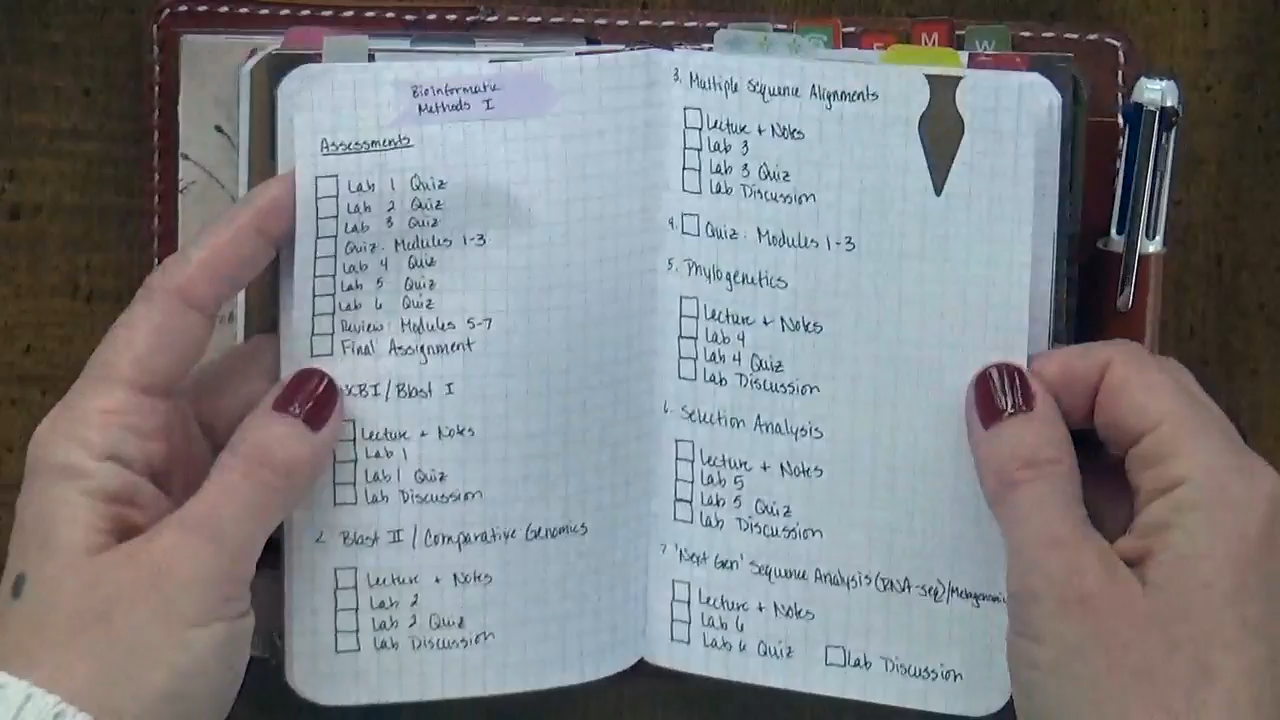 BioInformatic
Methods I
Assessments
Lab 1 Quiz
Lab 2 Quiz
Lab 3 Quiz
Quiz: Modules 1-3
Lab 4 Quiz
Lab 5 Quiz
Lab 6 Quiz
Review: Modules 5-7
Final Assignment
CBI/Blast I
Lecture + Notes
Lab 1
Lab 1 Quiz
Lab Discussion
2. Blast II / Comparative Genomics
Lecture + Notes
Lab 2
Lab 2 Quiz
Lab Discussion
3. Multiple Sequence Alignments
Lecture + Notes
Lab 3
Lab 3 Quiz
Lab Discussion
4. Quiz: Modules 1-3
5. Phylogenetics
Lecture + Notes
Lab 4
Lab 4 Quiz
Lab Discussion
6. Selection Analysis
Lecture + Notes
Lab 5
Lab 5 Quiz
Lab Discussion
7. 'Next Gen' Sequence Analysis (RNA-seq)/Metagenomic
Lecture + Notes
Lab 6
Lab 6 Quiz
Lab Discussion
M
W